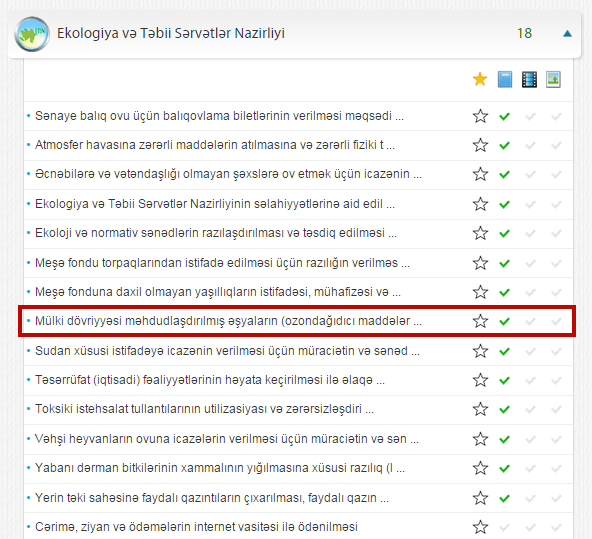 Ekologiya və Təbii Sərvətlər Nazirliyi 18
Sənaye balıq ovu üçün balıqovlama biletlərinin verilməsi məqsədi ...
Atmosfer havasına zərərli maddələrin atılmasına və zərərli fiziki t ...
Əcnəbilərə və vətəndaşlığı olmayan şəxslərə ov etmək üçün icazənin ...
Ekologiya və Təbii Sərvətlər Nazirliyinin səlahiyyətlərinə aid edil ...
Ekoloji və normativ sənədlərin razılaşdırılması və təsdiq edilməsi ...
Meşə fondu torpaqlarından istifadə edilməsi üçün razılığın verilməs ...
Meşə fonduna daxil olmayan yaşıllıqların istifadəsi, mühafizəsi və ...
Mülki dövriyyəsi məhdudlaşdırılmış əşyaların (ozondağıdıcı maddələr ...
Sudan xüsusi istifadəyə icazənin verilməsi üçün müraciətin və sənəd ...
Təsərrüfat (iqtisadi) fəaliyyətlərinin həyata keçirilməsi ilə əlaqə ...
Toksiki istehsalat tullantılarının utilizasiyası və zərərsizləşdiri ...
Vəhşi heyvanların ovuna icazələrin verilməsi üçün müraciətin və sən ...
Yabanı dərman bitkilərinin xammalının yığılmasına xüsusi razılıq (l ...
Yerin təki sahəsinə faydalı qazıntıların çıxarılması, faydalı qazın ...
Cərimə, ziyan və ödəmələrin internet vasitəsi ilə ödənilməsi